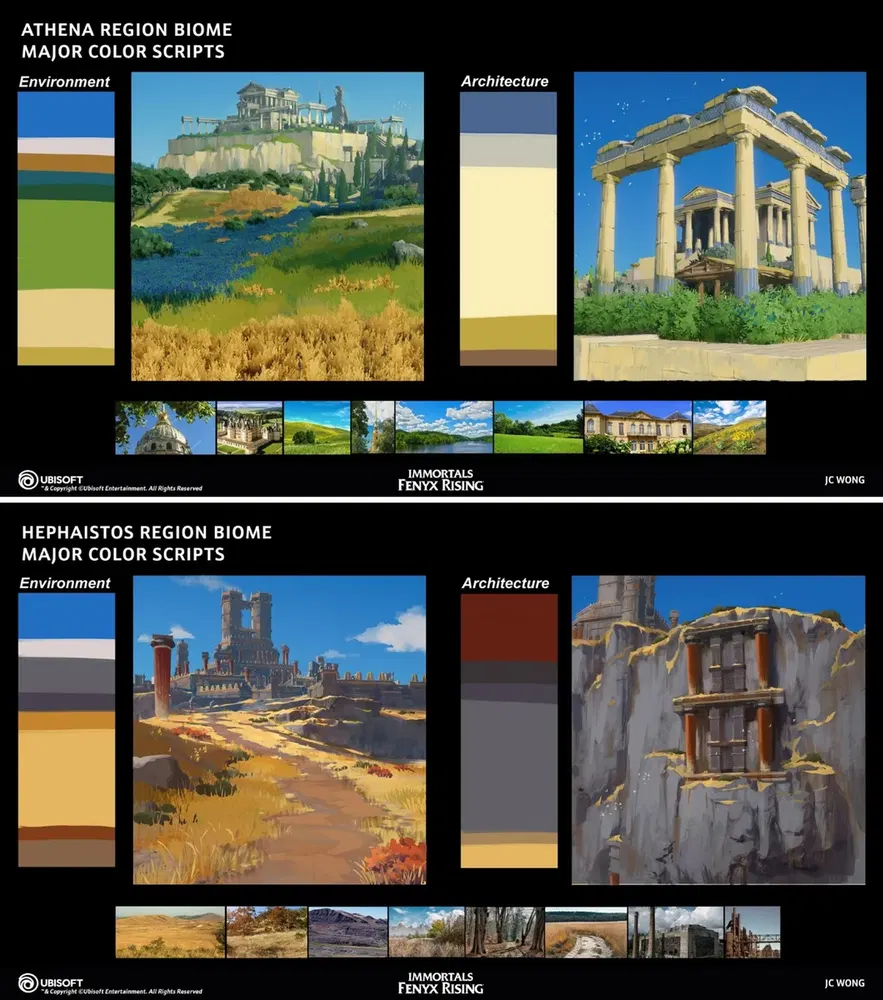 ATHENA REGION BIOME
MAJOR COLOR SCRIPTS
Environment
Architecture
UBISOFT
™& Copyright ©Ubisoft Entertainment. All Rights Reserved
IMMORTALS
FENYX RISING
JC WONG
HEPHAISTOS REGION BIOME
MAJOR COLOR SCRIPTS
Environment
Architecture
UBISOFT
™& Copyright ©Ubisoft Entertainment. All Rights Reserved
IMMORTALS
FENYX RISING
JC WONG